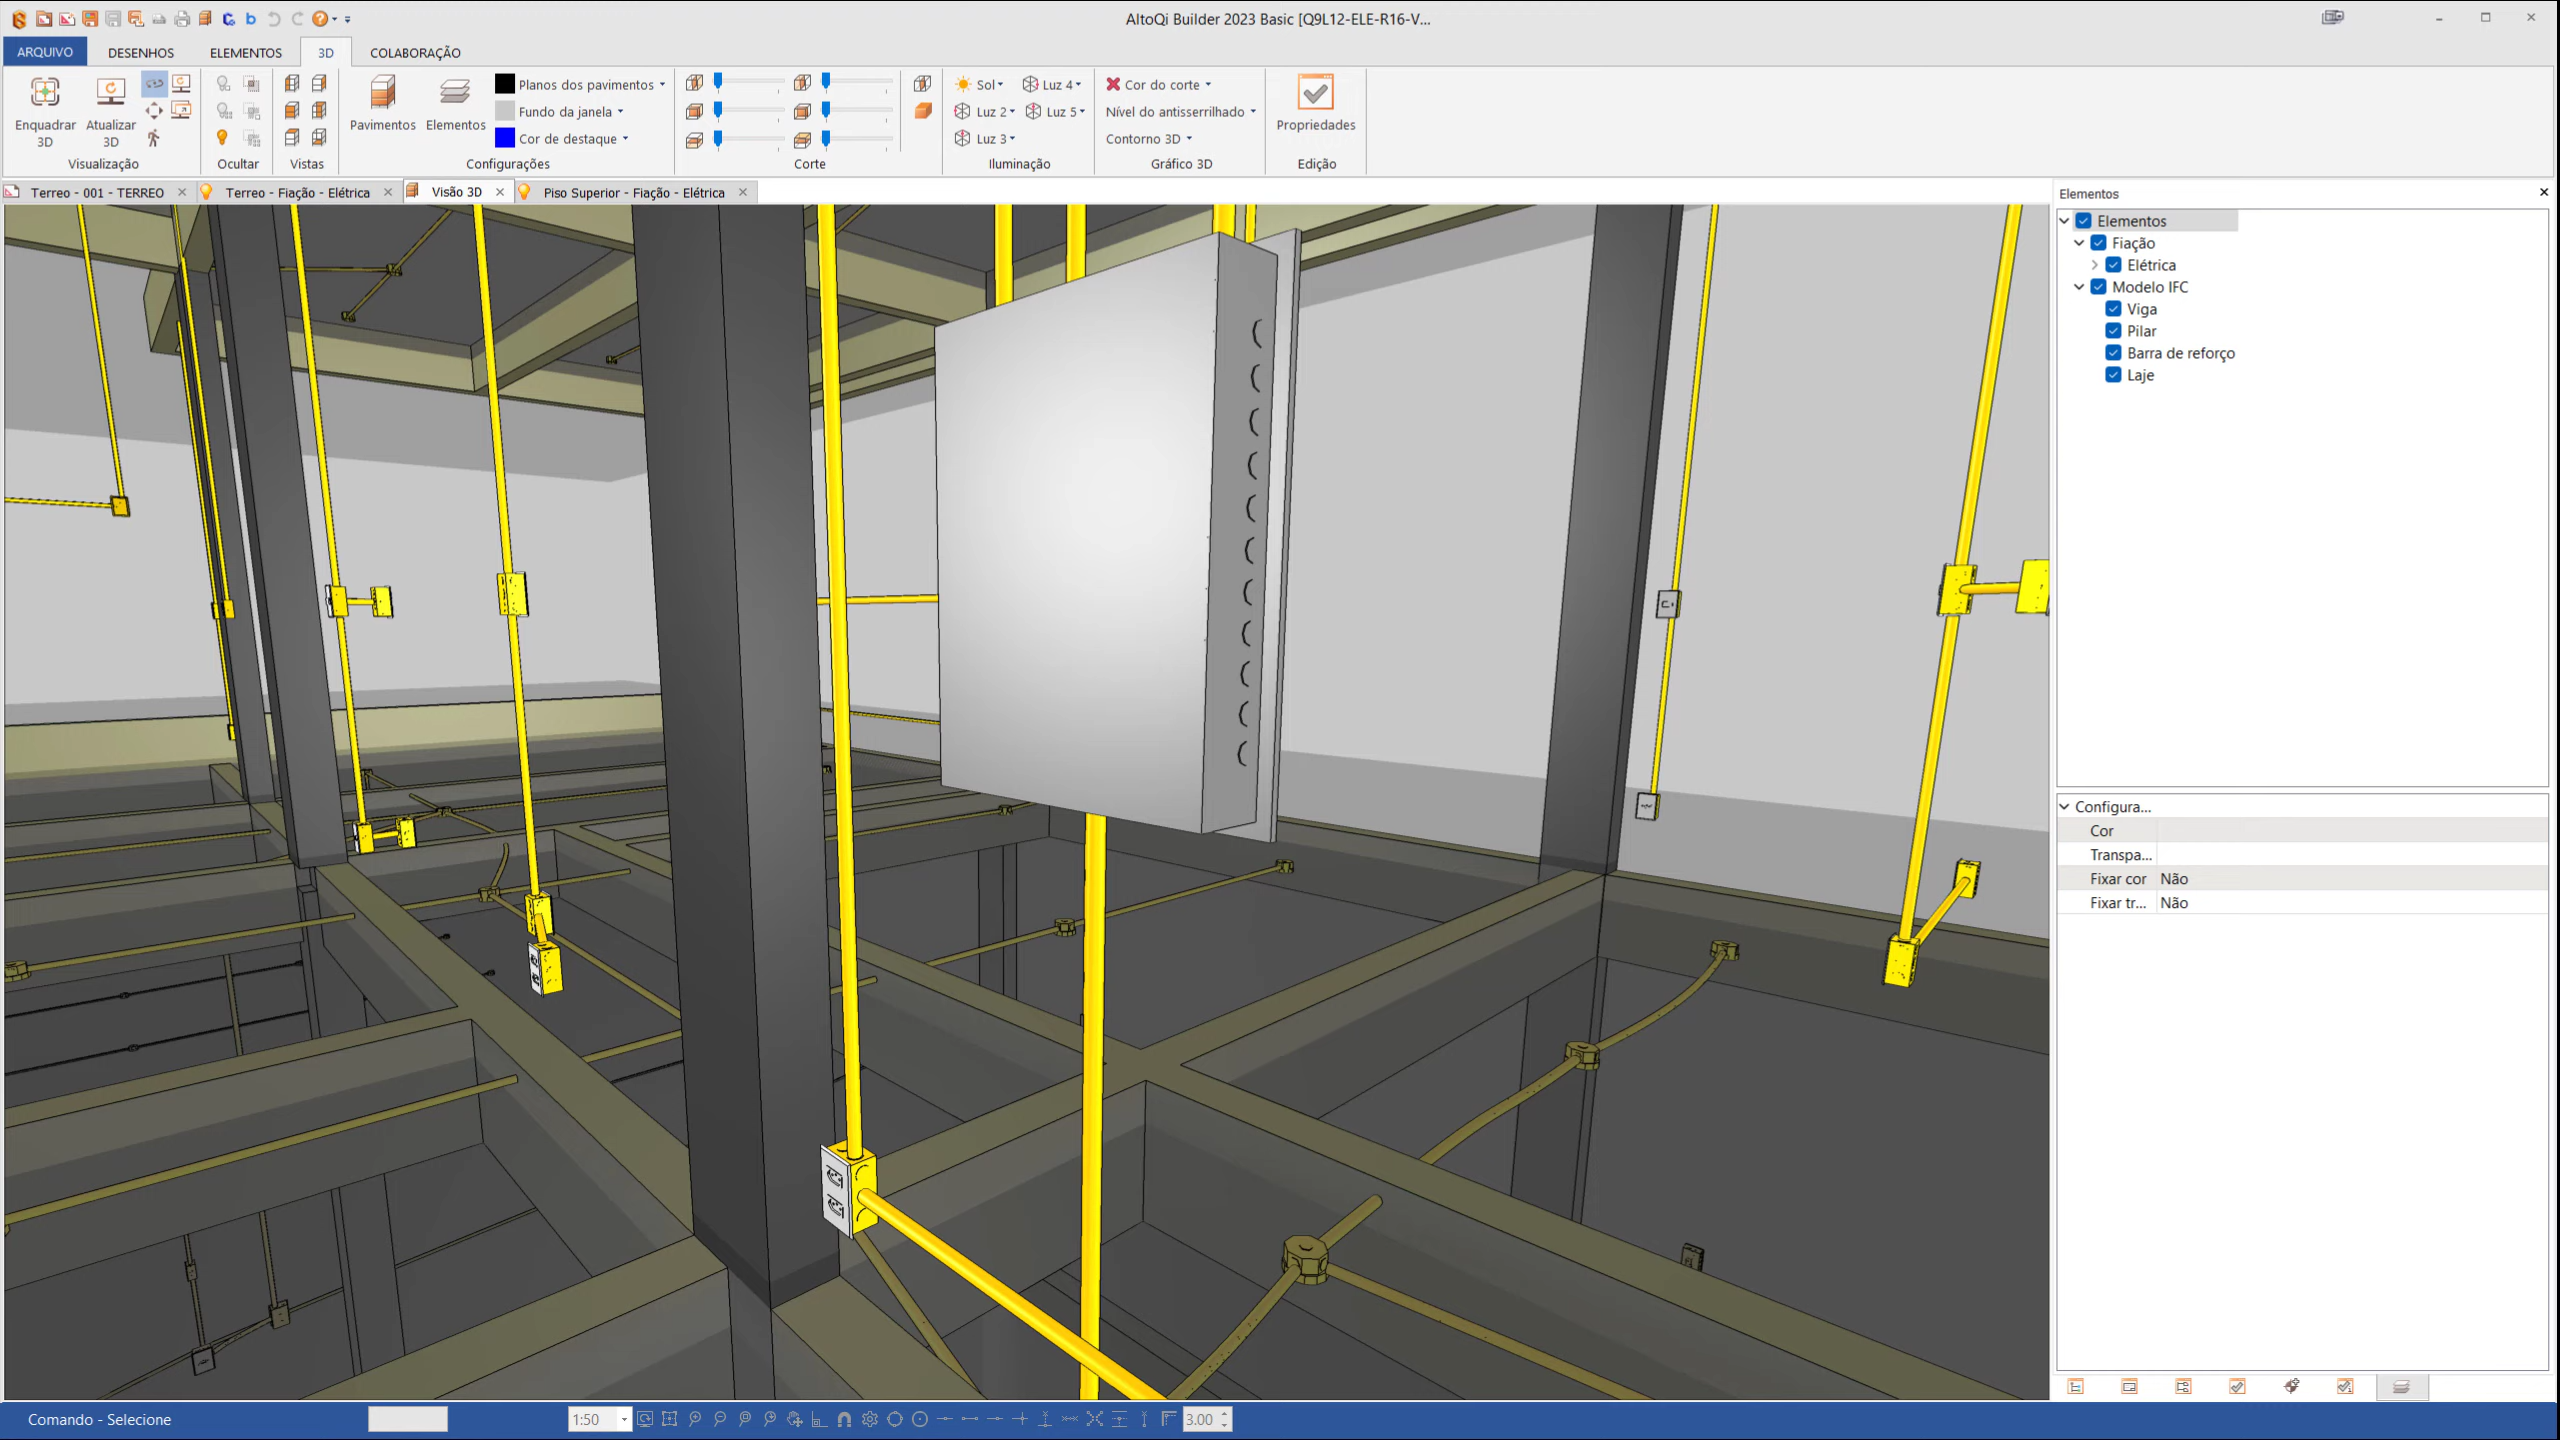 AltoQi Builder 2023 Basic [Q9L12-ELE-R16-V...
ARQUIVO
DESENHOS
ELEMENTOS
3D
COLABORAÇÃO
Enquadrar 3D
Atualizar 3D
Visualização
Ocultar
Vistas
Pavimentos
Elementos
Planos dos pavimentos
Fundo da janela
Cor de destaque
Configurações
Corte
Sol
Luz 2
Luz 3
Luz 4
Luz 5
Iluminação
Cor do corte
Nível do antisserrilhado
Contorno 3D
Gráfico 3D
Propriedades
Edição
Terreo - 001 - TERREO
Terreo - Fiação - Elétrica
Visão 3D
Piso Superior - Fiação - Elétrica
Elementos
Elementos
Fiação
Elétrica
Modelo IFC
Viga
Pilar
Barra de reforço
Laje
Configura...
Cor
Transpa...
Fixar cor Não
Fixar tr... Não
Comando - Selecione
1:50
3.00